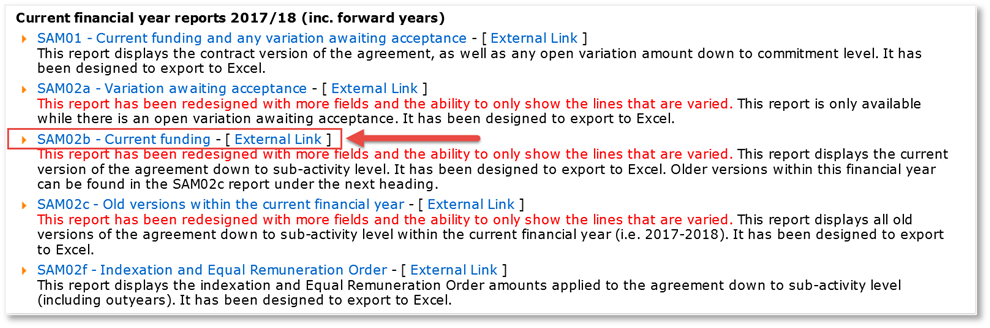 Current financial year reports 2017/18 (inc. forward years)
SAM01 - Current funding and any variation awaiting acceptance - [ External Link ]
This report displays the contract version of the agreement, as well as any open variation amount down to commitment level. It has
been designed to export to Excel.
SAM02a - Variation awaiting acceptance - [ External Link ]
This report has been redesigned with more fields and the ability to only show the lines that are varied. This report is only available
while there is an open variation awaiting acceptance. It has been designed to export to Excel.
SAM02b - Current funding - [ External Link ]
This report has been redesigned with more fields and the ability to only show the lines that are varied. This report displays the current
version of the agreement down to sub-activity level. It has been designed to export to Excel. Older versions within this financial year
can be found in the SAM02c report under the next heading.
SAM02c - Old versions within the current financial year - [ External Link ]
This report has been redesigned with more fields and the ability to only show the lines that are varied. This report displays all old
versions of the agreement down to sub-activity level within the current financial year (i.e. 2017-2018). It has been designed to export
to Excel.
SAM02f - Indexation and Equal Remuneration Order - [ External Link ]
This report displays the indexation and Equal Remuneration Order amounts applied to the agreement down to sub-activity level
(including outyears). It has been designed to export to Excel.